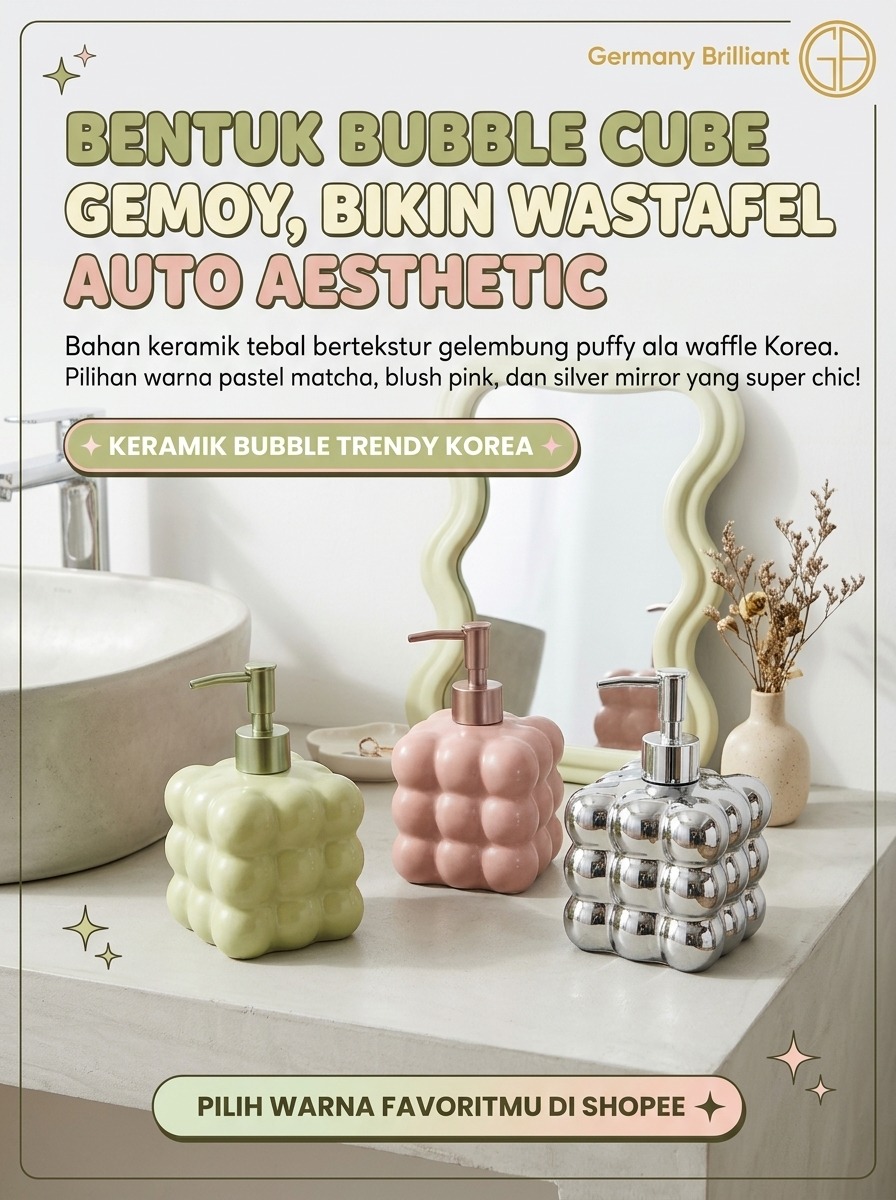 Germany Brilliant
GB
BENTUK BUBBLE CUBE
GEMOY, BIKIN WASTAFEL
AUTO AESTHETIC
Bahan keramik tebal bertekstur gelembung puffy ala waffle Korea.
Pilihan warna pastel matcha, blush pink, dan silver mirror yang super chic!
KERAMIK BUBBLE TRENDY KOREA
PILIH WARNA FAVORITMU DI SHOPEE